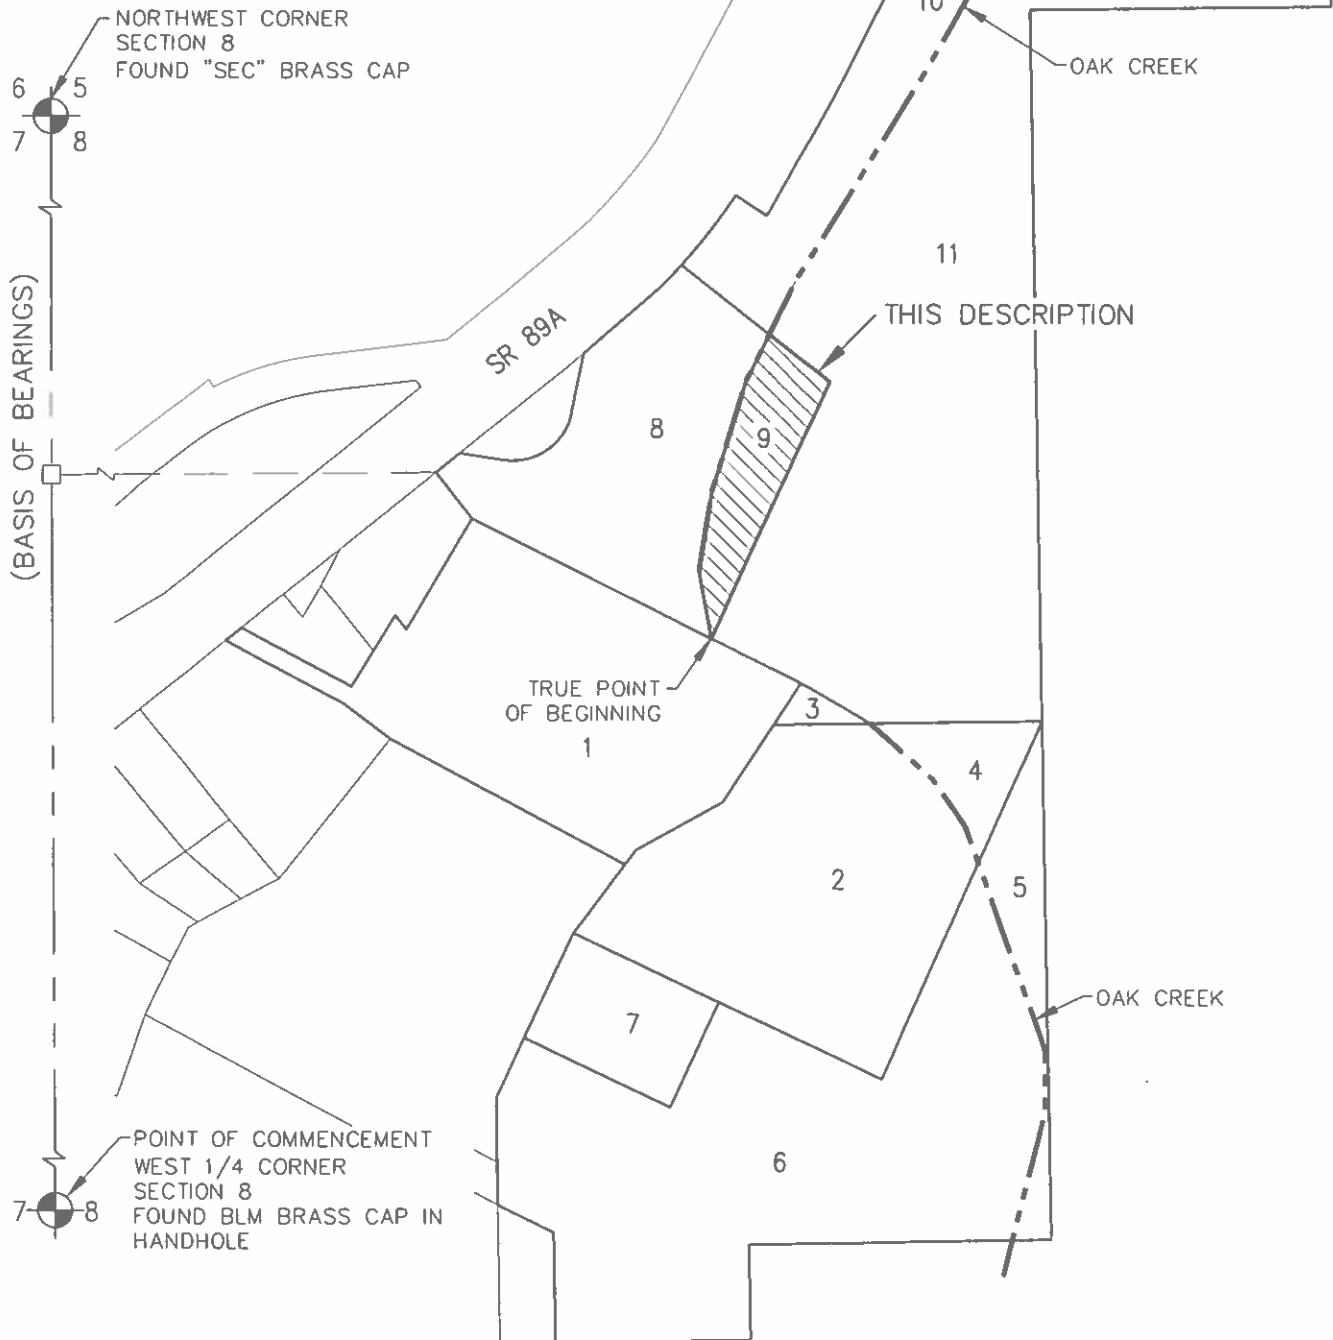 10
NORTHWEST CORNER
SECTION 8
FOUND "SEC" BRASS CAP
OAK CREEK
6 5
7 8
11
THIS DESCRIPTION
(BASIS OF BEARINGS)
SR 89A
8
9
TRUE POINT
OF BEGINNING
1
3
4
2
5
OAK CREEK
7
6
POINT OF COMMENCEMENT
WEST 1/4 CORNER
SECTION 8
FOUND BLM BRASS CAP IN
HANDHOLE
7 8